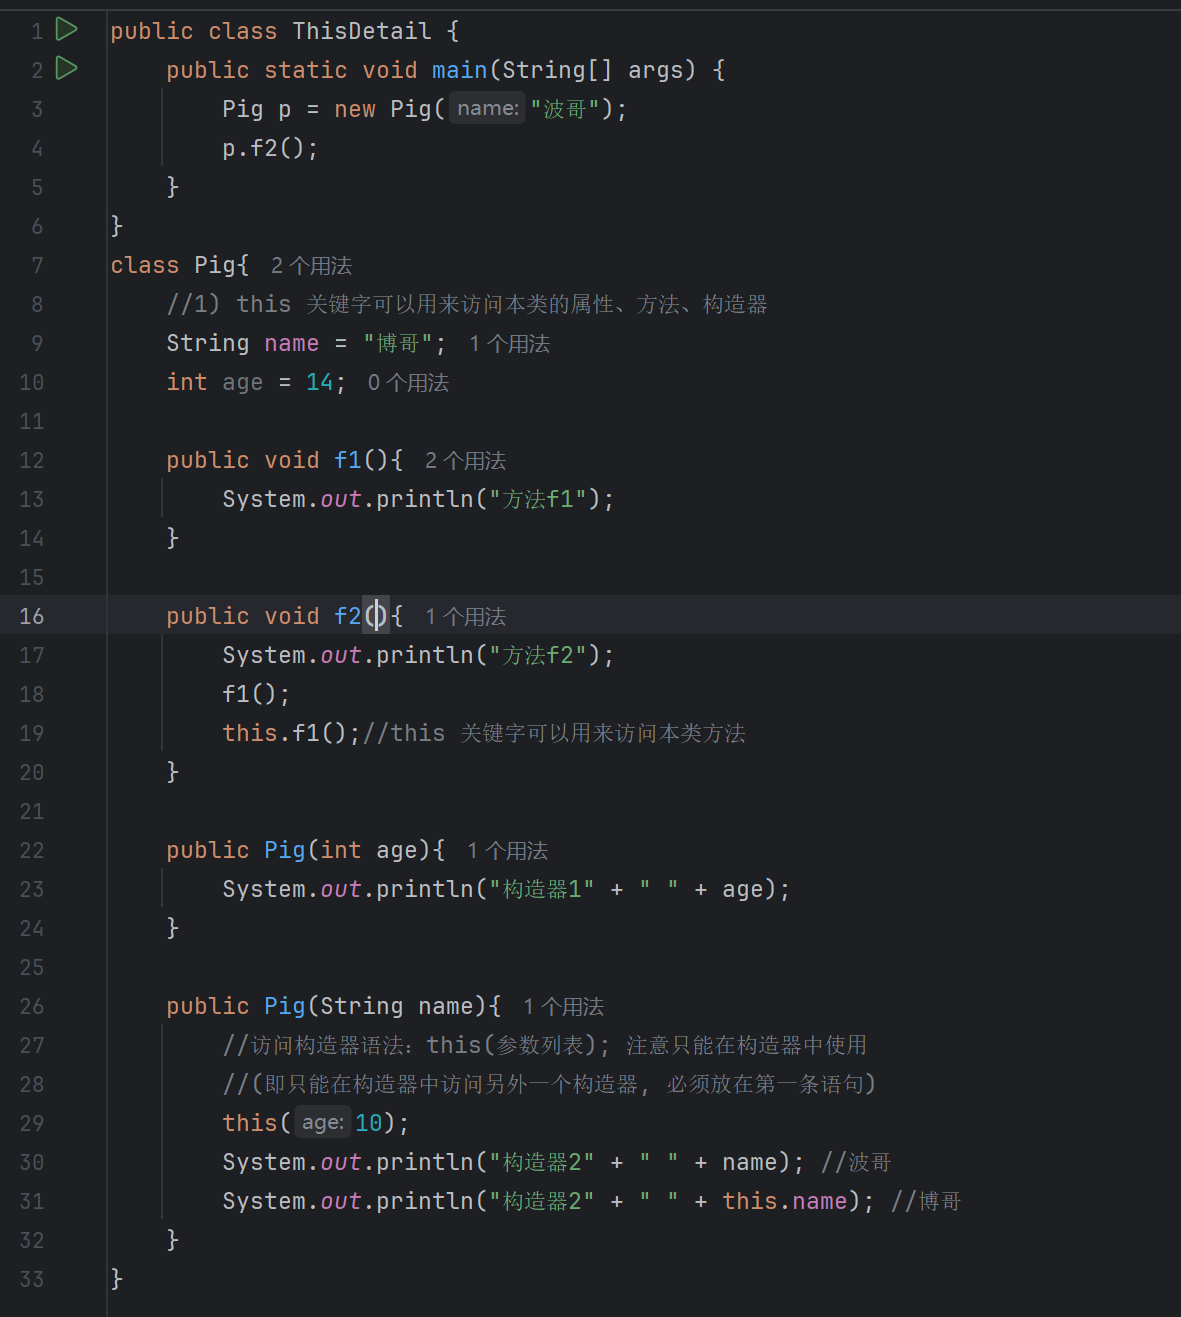 1 public class ThisDetail {
2 public static void main(String[] args) {
3 Pig p = new Pig( name: "波哥");
4 p.f2();
5 }
6 }
7 class Pig{ 2 个用法
8 //1) this 关键字可以用来访问本类的属性、方法、构造器
9 String name = "博哥"; 1 个用法
10 int age = 14; 0 个用法
11
12 public void f1(){ 2 个用法
13 System.out.println("方法f1");
14 }
15
16 public void f2(){ 1 个用法
17 System.out.println("方法f2");
18 f1();
19 this.f1();//this 关键字可以用来访问本类方法
20 }
21
22 public Pig(int age){ 1 个用法
23 System.out.println("构造器1" + " " + age);
24 }
25
26 public Pig(String name){ 1 个用法
27 //访问构造器语法：this(参数列表); 注意只能在构造器中使用
28 //(即只能在构造器中访问另外一个构造器, 必须放在第一条语句)
29 this( age: 10);
30 System.out.println("构造器2" + " " + name); //波哥
31 System.out.println("构造器2" + " " + this.name); //博哥
32 }
33 }